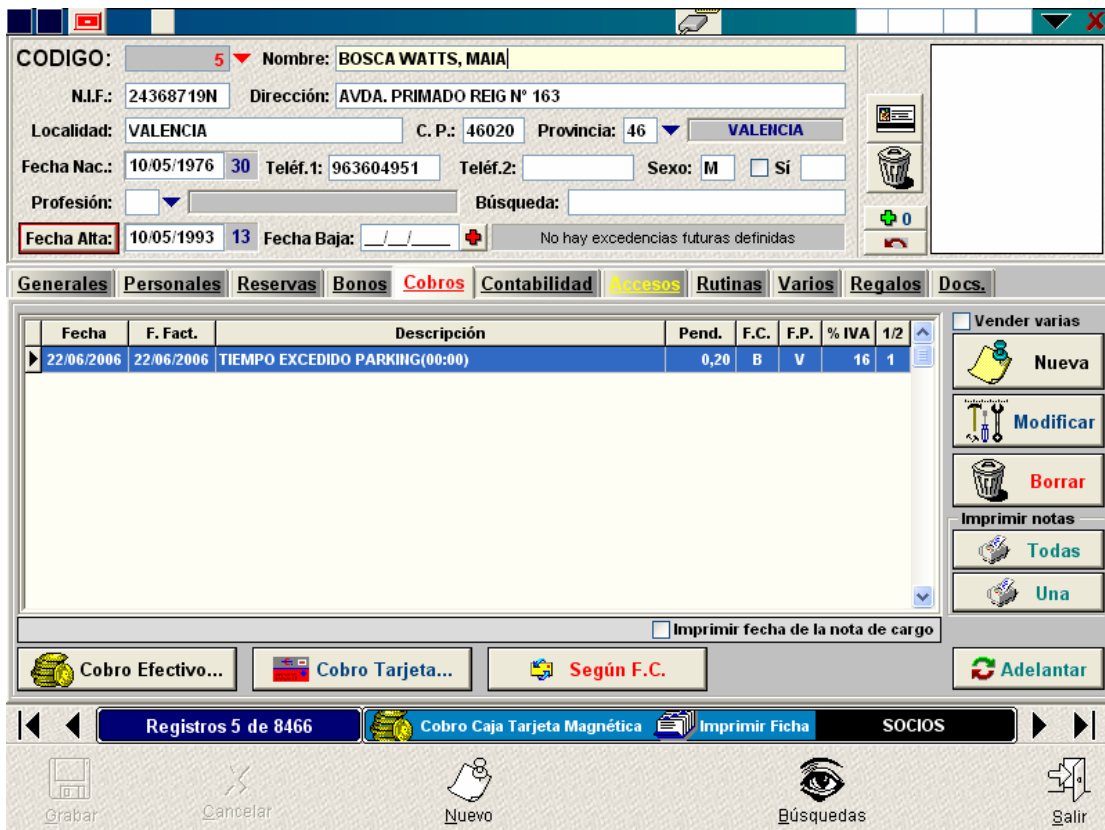 CODIGO: 5 Nombre: BOSCA WATTS, MAIA
N.I.F.: 24368719N Dirección: AVDA. PRIMADO REIG Nº 163
Localidad: VALENCIA C. P.: 46020 Provincia: 46 VALENCIA
Fecha Nac.: 10/05/1976 30 Teléf.1: 963604951 Teléf.2: Sexo: M Sí
Profesión: Búsqueda:
0
Fecha Alta: 10/05/1993 13 Fecha Baja: _/_/____ No hay excedencias futuras definidas
Generales Personales Reservas Bonos Cobros Contabilidad Accesos Rutinas Varios Regalos Docs.
Vender varias
Fecha F. Fact. Descripción Pend. F.C. F.P. % IVA 1/2
22/06/2006 22/06/2006 TIEMPO EXCEDIDO PARKING(00:00) 0,20 B V 16 1
Nueva
Modificar
Borrar
Imprimir notas
Todas
Una
Imprimir fecha de la nota de cargo
Cobro Efectivo... Cobro Tarjeta... Según F.C. Adelantar
Registros 5 de 8466 Cobro Caja Tarjeta Magnética Imprimir Ficha SOCIOS
Grabar Cancelar Nuevo Búsquedas Salir